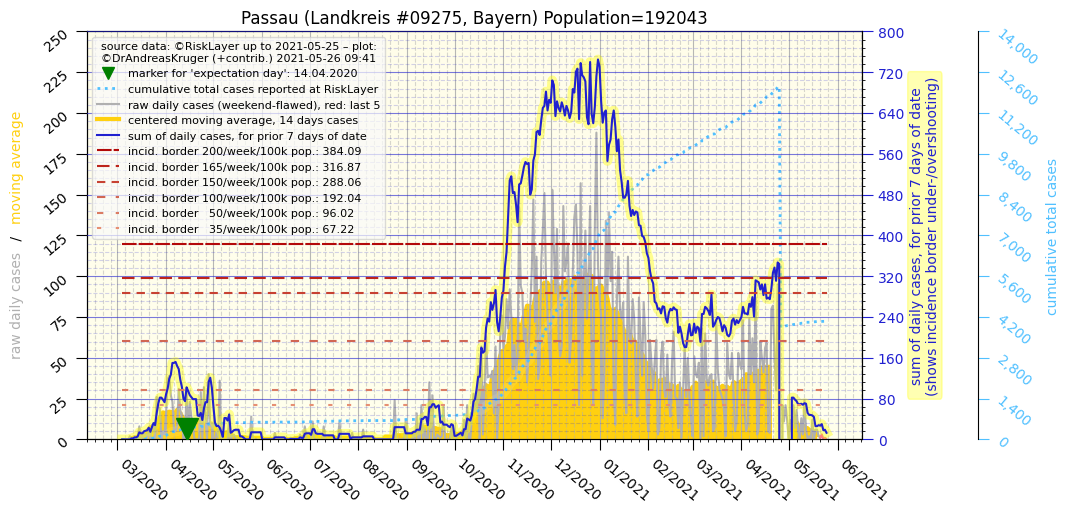 Passau (Landkreis #09275, Bayern) Population=192043
source data: ©RiskLayer up to 2021-05-25 – plot:
©DrAndreasKruger (+contrib.) 2021-05-26 09:41
marker for 'expectation day': 14.04.2020
cumulative total cases reported at RiskLayer
raw daily cases (weekend-flawed), red: last 5
centered moving average, 14 days cases
sum of daily cases, for prior 7 days of date
incid. border 200/week/100k pop.: 384.09
incid. border 165/week/100k pop.: 316.87
incid. border 150/week/100k pop.: 288.06
incid. border 100/week/100k pop.: 192.04
incid. border 50/week/100k pop.: 96.02
incid. border 35/week/100k pop.: 67.22
raw daily cases / moving average
250
225
200
175
150
125
100
75
50
25
0
03/2020
04/2020
05/2020
06/2020
07/2020
08/2020
09/2020
10/2020
11/2020
12/2020
01/2021
02/2021
03/2021
04/2021
05/2021
06/2021
800
720
640
560
480
400
320
240
160
80
0
sum of daily cases, for prior 7 days of date
(shows incidence border under-/overshooting)
14,000
12,600
11,200
9,800
8,400
7,000
5,600
4,200
2,800
1,400
0
cumulative total cases